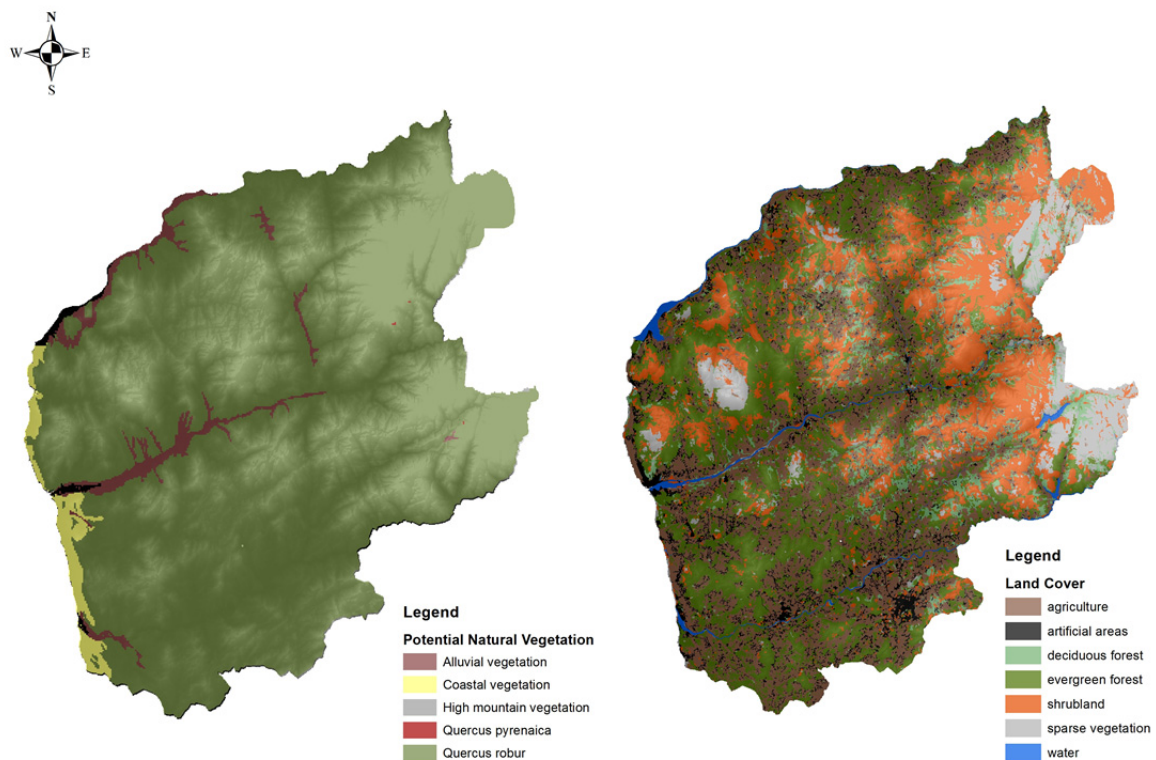 N
W E
S
Legend
Potential Natural Vegetation
Alluvial vegetation
Coastal vegetation
High mountain vegetation
Quercus pyrenaica
Quercus robur
Legend
Land Cover
agriculture
artificial areas
deciduous forest
evergreen forest
shrubland
sparse vegetation
water